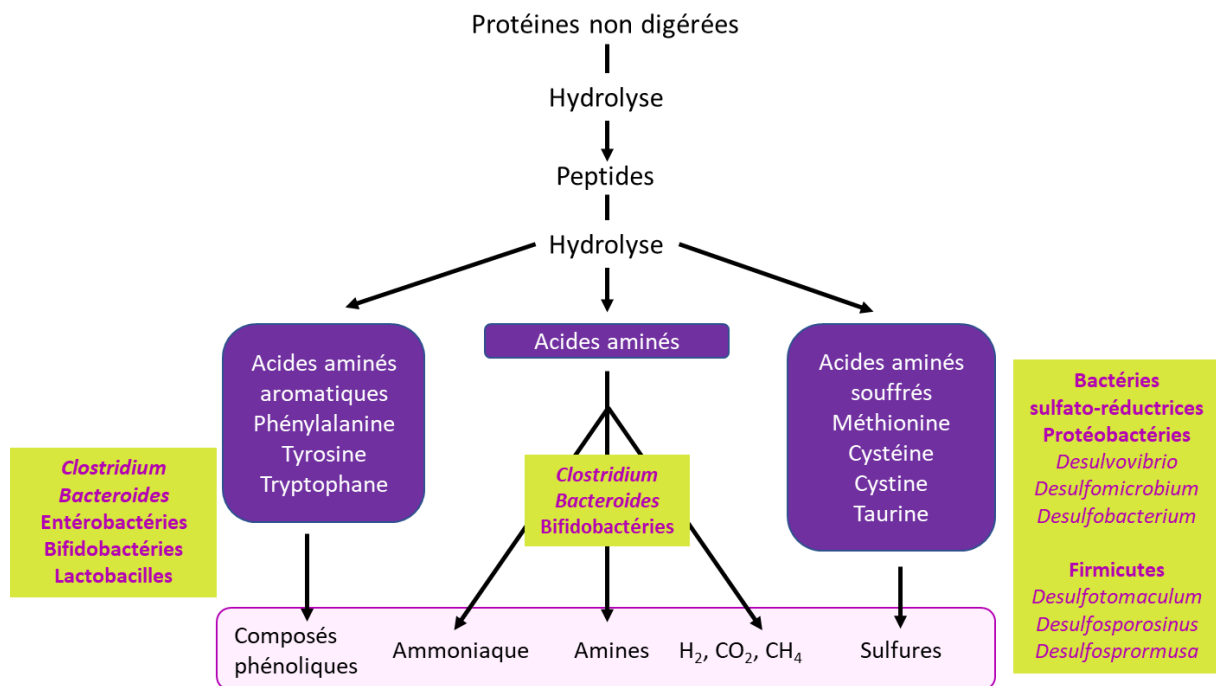 Protéines non digérées
Hydrolyse
Peptides
Hydrolyse
Acides aminés
aromatiques
Phénylalanine
Tyrosine
Tryptophane
Acides aminés
Acides aminés
souffrés
Méthionine
Cystéine
Cystine
Taurine
Clostridium
Bacteroides
Entérobactéries
Bifidobactéries
Lactobacilles
Clostridium
Bacteroides
Bifidobactéries
Bactéries
sulfato-réductrices
Protéobactéries
Desulvovibrio
Desulfomicrobium
Desulfobacterium
Firmicutes
Desulfotomaculum
Desulfosporosinus
Desulfosprormusa
Composés
phénoliques
Ammoniaque
Amines
H₂, CO₂, CH₄
Sulfures